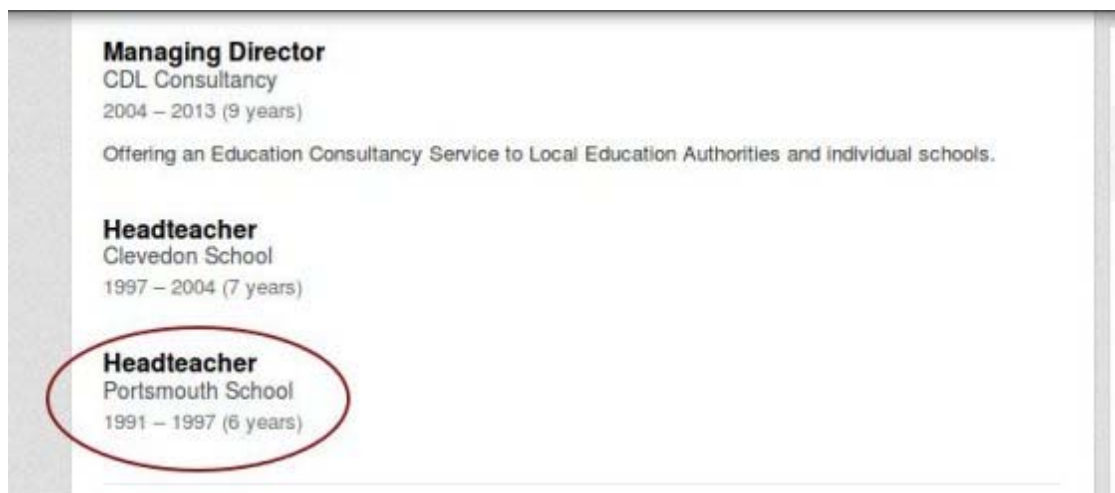 Managing Director
CDL Consultancy
2004 – 2013 (9 years)
Offering an Education Consultancy Service to Local Education Authorities and individual schools.
Headteacher
Clevedon School
1997 – 2004 (7 years)
Headteacher
Portsmouth School
1991 – 1997 (6 years)